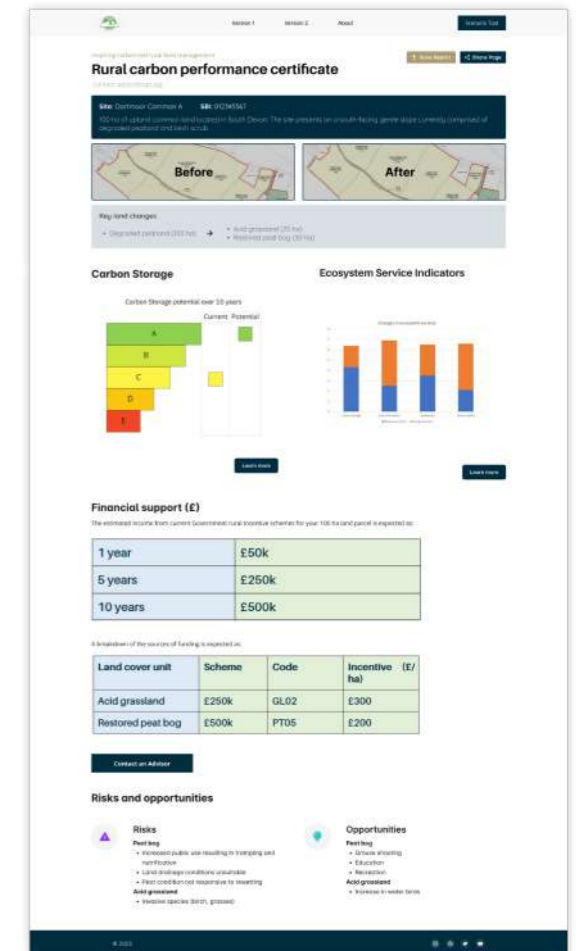 Version 1 Version 2 About Scenario Tool
Rural carbon performance certificate
Save Report Share Page
Site: Dartmoor Common A SBI: 012345567
100 ha of upland common land located in South Devon. The site presents on a south-facing gentle slope currently comprised of
degraded peatland and birch scrub.
Before
After
Key land changes
• Degraded peatland (100 ha) → • Acid grassland (70 ha)
• Restored peat bog (30 ha)
Carbon Storage
Ecosystem Service Indicators
Carbon Storage potential over 10 years
Current Potential
A
B
C
D
E
Learn more
Learn more
Financial support (£)
The estimated income from current Government rural incentive schemes for your 100 ha land parcel is expected as:
1 year £50k
5 years £250k
10 years £500k
A breakdown of the sources of funding is expected as:
Land cover unit Scheme Code Incentive (£/
ha)
Acid grassland £250k GL02 £300
Restored peat bog £500k PT05 £200
Contact an Advisor
Risks and opportunities
Risks
Peat bog
• Increased public use resulting in trampling and
nutrification
• Land drainage conditions unsuitable
• Peat condition not responsive to rewetting
Acid grassland
• Invasive species (birch, grasses)
Opportunities
Peat bog
• Grouse shooting
• Education
• Recreation
Acid grassland
• Increase in water birds